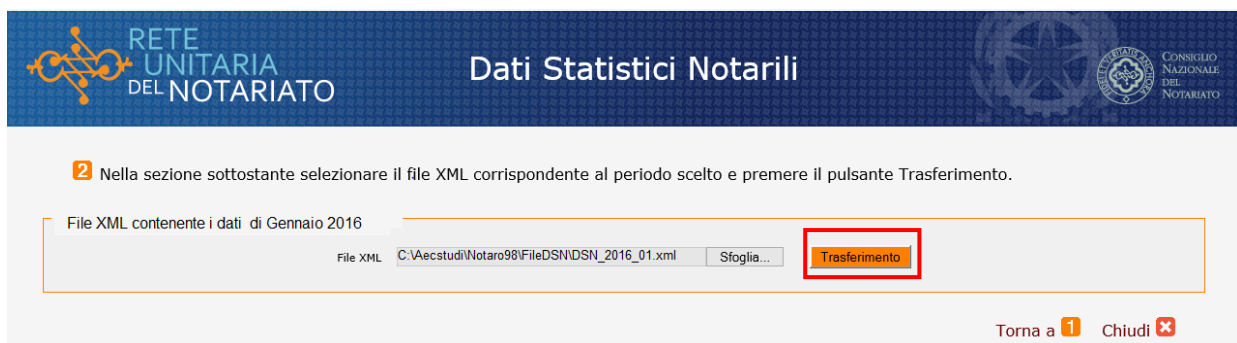 RETE
UNITARIA
DEL NOTARIATO
Dati Statistici Notarili
CONSIGLIO
NAZIONALE
DEL
NOTARIATO
2 Nella sezione sottostante selezionare il file XML corrispondente al periodo scelto e premere il pulsante Trasferimento.
File XML contenente i dati di Gennaio 2016
File XML C:\Aecstudi\Notaro98\FileDSN\DSN_2016_01.xml Sfoglia... Trasferimento
Torna a 1 Chiudi